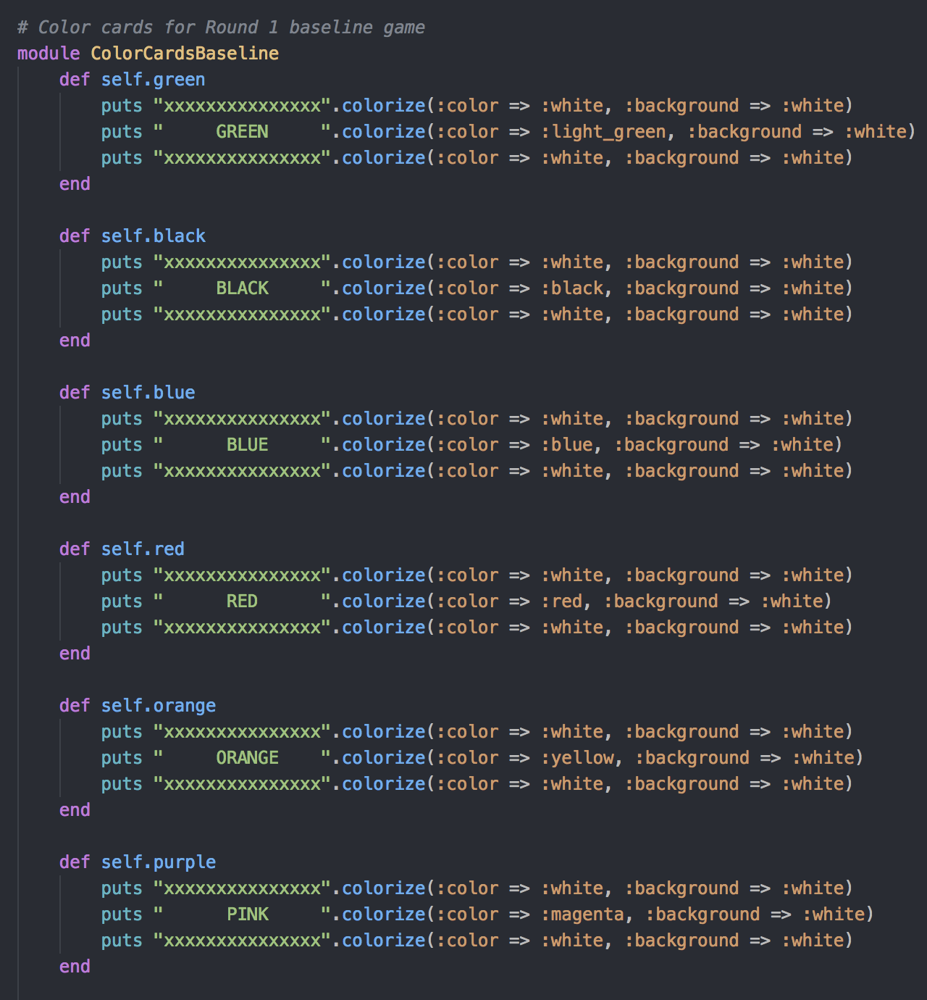 # Color cards for Round 1 baseline game
module ColorCardsBaseline
    def self.green
        puts "xxxxxxxxxxxxxxx".colorize(:color => :white, :background => :white)
        puts "     GREEN     ".colorize(:color => :light_green, :background => :white)
        puts "xxxxxxxxxxxxxxx".colorize(:color => :white, :background => :white)
    end

    def self.black
        puts "xxxxxxxxxxxxxxx".colorize(:color => :white, :background => :white)
        puts "     BLACK     ".colorize(:color => :black, :background => :white)
        puts "xxxxxxxxxxxxxxx".colorize(:color => :white, :background => :white)
    end

    def self.blue
        puts "xxxxxxxxxxxxxxx".colorize(:color => :white, :background => :white)
        puts "      BLUE     ".colorize(:color => :blue, :background => :white)
        puts "xxxxxxxxxxxxxxx".colorize(:color => :white, :background => :white)
    end

    def self.red
        puts "xxxxxxxxxxxxxxx".colorize(:color => :white, :background => :white)
        puts "      RED      ".colorize(:color => :red, :background => :white)
        puts "xxxxxxxxxxxxxxx".colorize(:color => :white, :background => :white)
    end

    def self.orange
        puts "xxxxxxxxxxxxxxx".colorize(:color => :white, :background => :white)
        puts "     ORANGE    ".colorize(:color => :yellow, :background => :white)
        puts "xxxxxxxxxxxxxxx".colorize(:color => :white, :background => :white)
    end

    def self.purple
        puts "xxxxxxxxxxxxxxx".colorize(:color => :white, :background => :white)
        puts "      PINK     ".colorize(:color => :magenta, :background => :white)
        puts "xxxxxxxxxxxxxxx".colorize(:color => :white, :background => :white)
    end